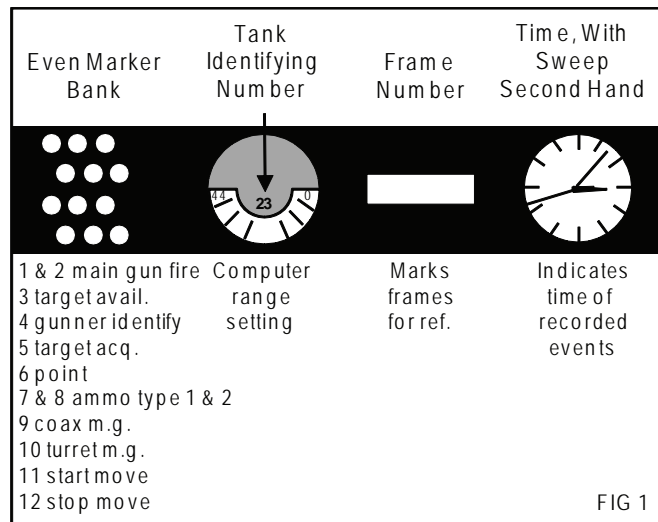 Even Marker
Bank
Tank
Identifying
Number
Frame
Number
Time, With
Sweep
Second Hand
44
23
0
1 & 2 main gun fire
3 target avail.
4 gunner identify
5 target acq.
6 point
7 & 8 ammo type 1 & 2
9 coax m.g.
10 turret m.g.
11 start move
12 stop move
Computer
range
setting
Marks
frames
for ref.
Indicates
time of
recorded
events
FIG 1